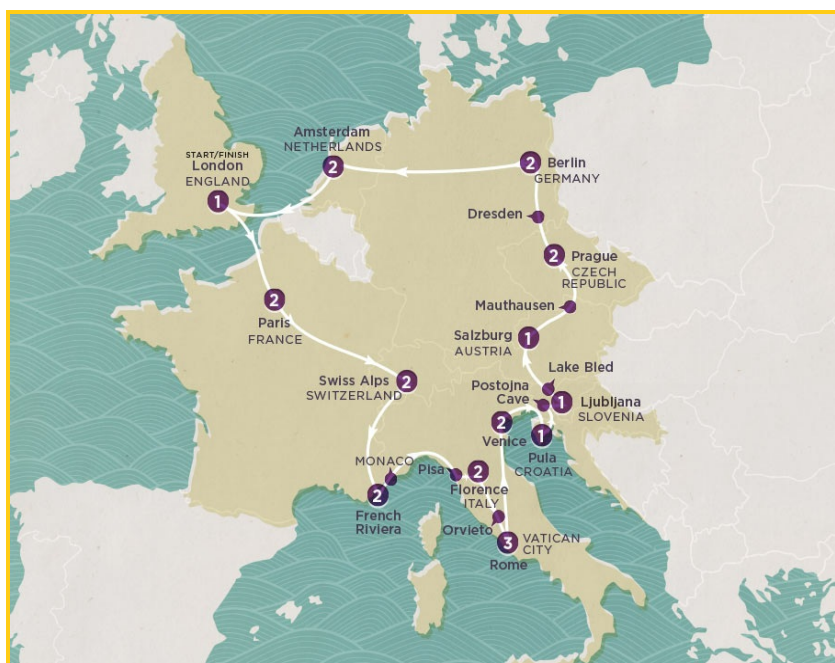 START/FINISH
London
ENGLAND
1
Amsterdam
NETHERLANDS
2
2
Berlin
GERMANY
Dresden
2
Prague
CZECH
REPUBLIC
Mauthausen
2
Paris
FRANCE
Salzburg
AUSTRIA
1
Lake Bled
Swiss Alps
SWITZERLAND
2
Postojna
Cave
1
Ljubljana
SLOVENIA
2
Venice
1
Pula
CROATIA
MONACO
Pisa
2
Florence
ITALY
2
French
Riviera
Orvieto
3
VATICAN
CITY
Rome